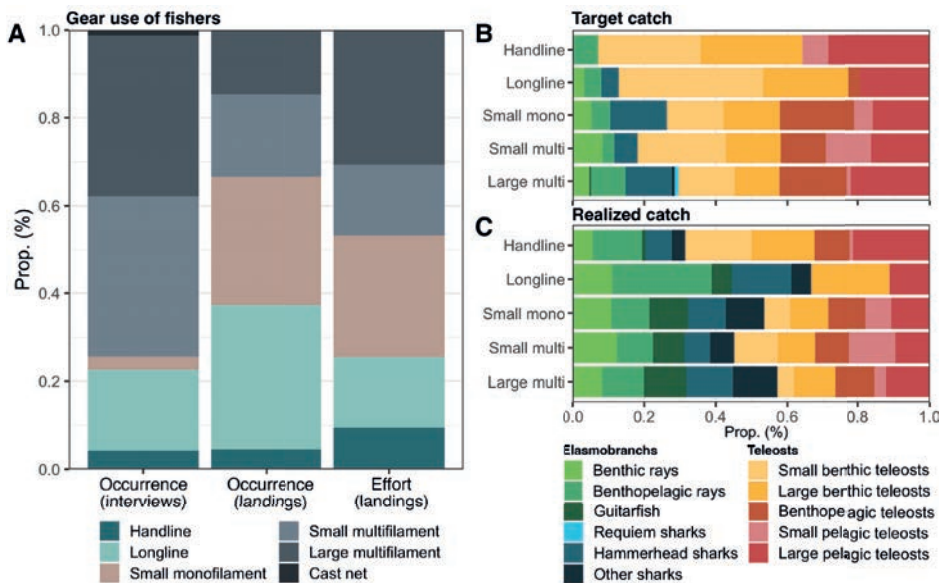 A
Gear use of fishers
Prop. (%)
1.0
0.8
0.6
0.4
0.2
0.0
Occurrence
(interviews)
Occurrence
(landings)
Effort
(landings)
Handline
Longline
Small monofilament
Small multifilament
Large multifilament
Cast net
B
Target catch
Handline
Longline
Small mono
Small multi
Large multi
C
Realized catch
Handline
Longline
Small mono
Small multi
Large multi
0.0 0.2 0.4 0.6 0.8 1.0
Prop. (%)
Elasmobranchs
Benthic rays
Benthopelagic rays
Guitarfish
Requiem sharks
Hammerhead sharks
Other sharks
Teleosts
Small berthic teleosts
Large berthic teleosts
Benthope agic teleosts
Small pelagic teleosts
Large pelagic teleosts